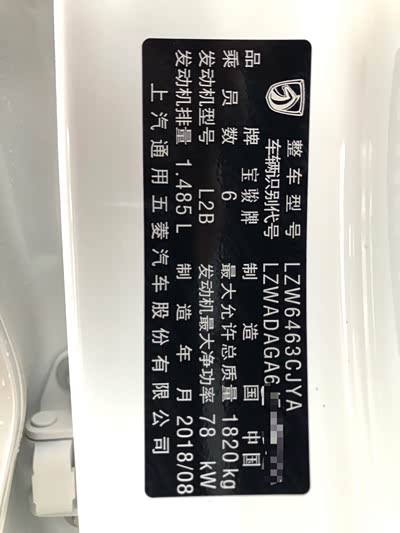 整车型号 LZW6463CJYA
车辆识别代号 LZWADAGA6
品牌 宝骏牌 制造国 中国
乘员数 6 最大允许总质量 1820 kg
发动机型号 L2B 发动机最大净功率 78 kW
发动机排量 1.485 L 制造年月 2018/08
上汽通用五菱汽车股份有限公司